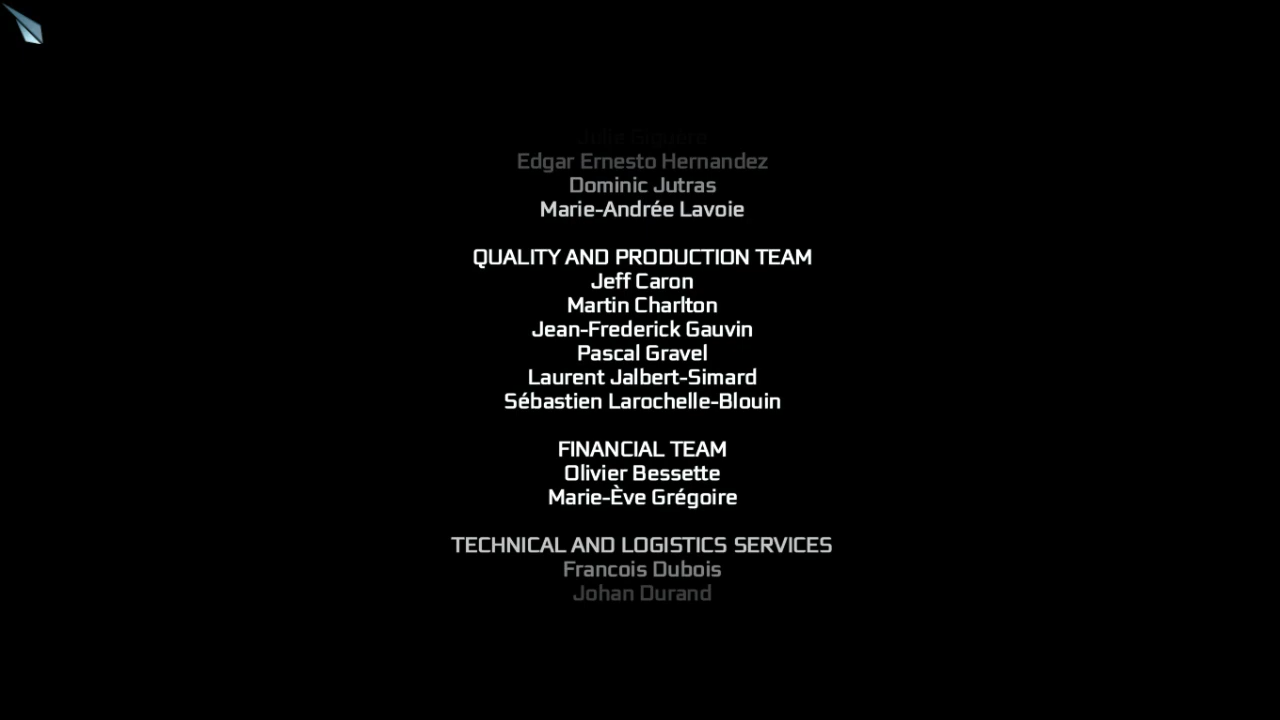 Julie Giguère
Edgar Ernesto Hernandez
Dominic Jutras
Marie-Andrée Lavoie
QUALITY AND PRODUCTION TEAM
Jeff Caron
Martin Charlton
Jean-Frederick Gauvin
Pascal Gravel
Laurent Jalbert-Simard
Sébastien Larochelle-Blouin
FINANCIAL TEAM
Olivier Bessette
Marie-Ève Grégoire
TECHNICAL AND LOGISTICS SERVICES
Francois Dubois
Johan Durand